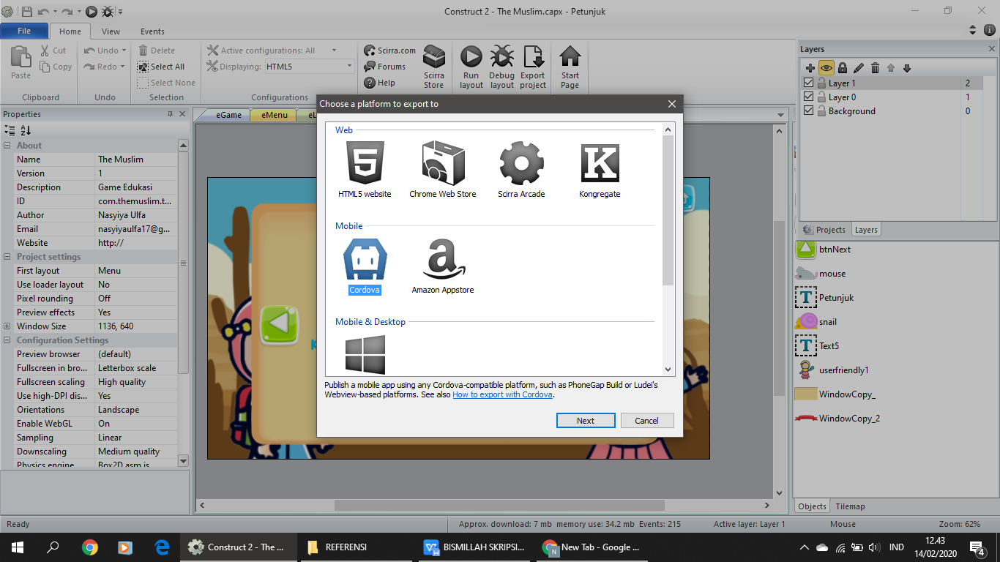 Construct 2 - The Muslim.capx - Petunjuk
File
Home
View
Events
Paste
Cut
Copy
Clipboard
Undo
Redo
Undo
Delete
Select All
Select None
Selection
Active configurations: All
Displaying: HTML5
Configurations
Scirra.com
Forums
Help
Scirra Store
Run layout
Debug layout
Export project
Start Page
Properties
About
Name The Muslim
Version 1
Description Game Edukasi
ID com.themuslim.t...
Author Nasyiya Ulfa
Email nasyiyaulfa17@g...
Website http://
Project settings
First layout Menu
Use loader layout No
Pixel rounding Off
Preview effects Yes
Window Size 1136, 640
Configuration Settings
Preview browser (default)
Fullscreen in bro... Letterbox scale
Fullscreen scaling High quality
Use high-DPI dis... Yes
Orientations Landscape
Enable WebGL On
Sampling Linear
Downscaling Medium quality
Physics engine Box2D asm.js
eGame
eMenu
Choose a platform to export to
Web
HTML5 website
Chrome Web Store
Scirra Arcade
Kongregate
Mobile
Cordova
Amazon Appstore
Mobile & Desktop
Publish a mobile app using any Cordova-compatible platform, such as PhoneGap Build or Ludei's
Webview-based platforms. See also How to export with Cordova.
Next
Cancel
Layers
Layer 1 2
Layer 0 1
Background 0
Projects
Layers
btnNext
mouse
Petunjuk
snail
Text5
userfriendly1
WindowCopy_
WindowCopy_2
Objects
Tilemap
Ready
Approx. download: 7 mb memory use: 34.2 mb Events: 215
Active layer: Layer 1
Mouse
Zoom: 62%
Construct 2 - The ...
REFERENSI
BISMILLAH SKRIPSI...
New Tab - Google ...
IND
12.43
14/02/2020
4